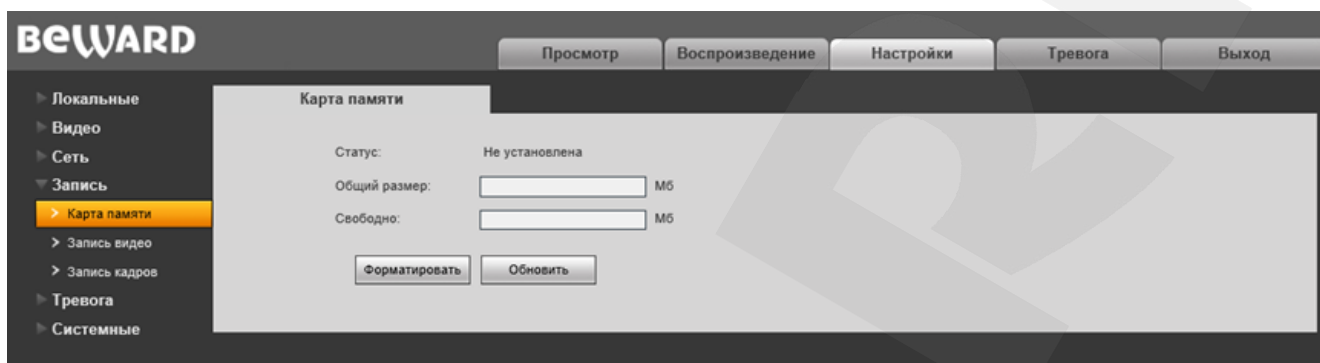 BEWARD
Просмотр Воспроизведение Настройки Тревога Выход
Локальные
Видео
Сеть
Запись
Карта памяти
Запись видео
Запись кадров
Тревога
Системные
Карта памяти
Статус: Не установлена
Общий размер: Мб
Свободно: Мб
Форматировать Обновить